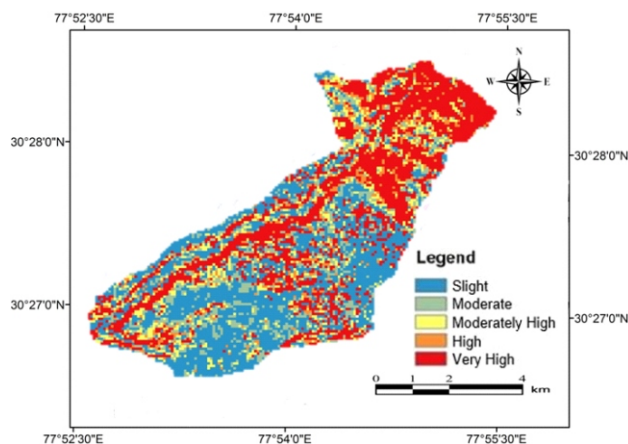 77°52'30"E 77°54'0"E 77°55'30"E
N
W E
S
30°28'0"N 30°28'0"N
Legend
Slight
Moderate
Moderately High
High
Very High
30°27'0"N 30°27'0"N
0 1 2 4
km
77°52'30"E 77°54'0"E 77°55'30"E